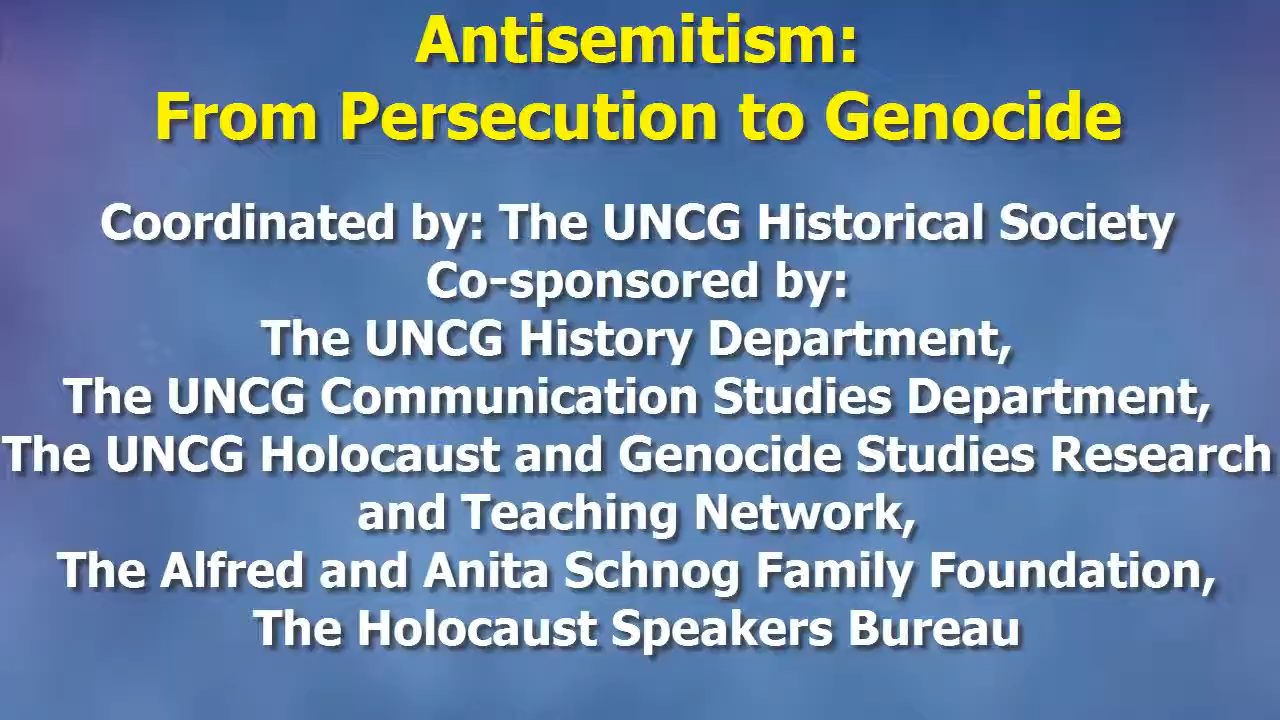 Antisemitism:
From Persecution to Genocide
Coordinated by: The UNCG Historical Society
Co-sponsored by:
The UNCG History Department,
The UNCG Communication Studies Department,
The UNCG Holocaust and Genocide Studies Research
and Teaching Network,
The Alfred and Anita Schnog Family Foundation,
The Holocaust Speakers Bureau